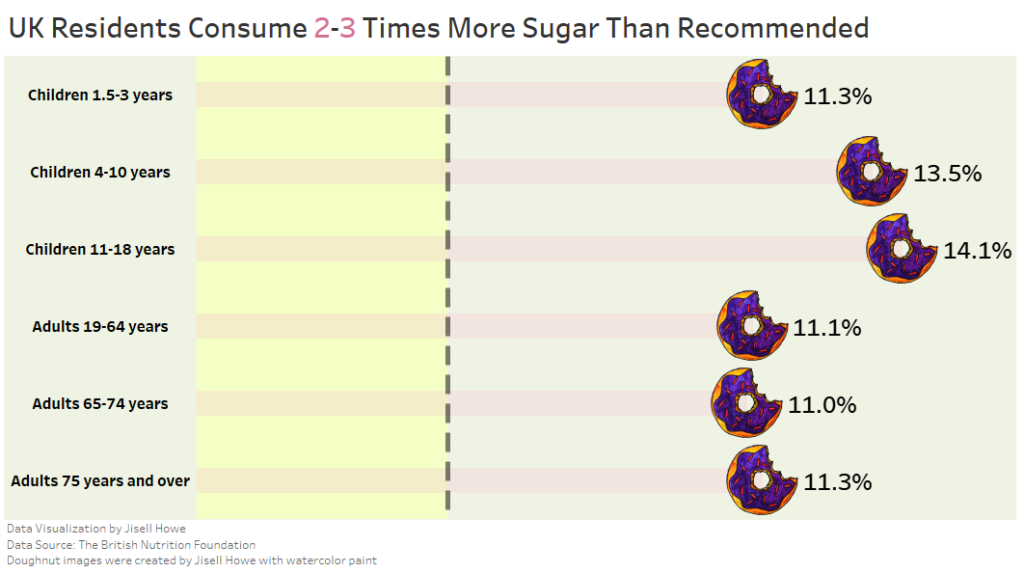 UK Residents Consume 2-3 Times More Sugar Than Recommended
Children 1.5-3 years 11.3%
Children 4-10 years 13.5%
Children 11-18 years 14.1%
Adults 19-64 years 11.1%
Adults 65-74 years 11.0%
Adults 75 years and over 11.3%
Data Visualization by Jisell Howe
Data Source: The British Nutrition Foundation
Doughnut images were created by Jisell Howe with watercolor paint